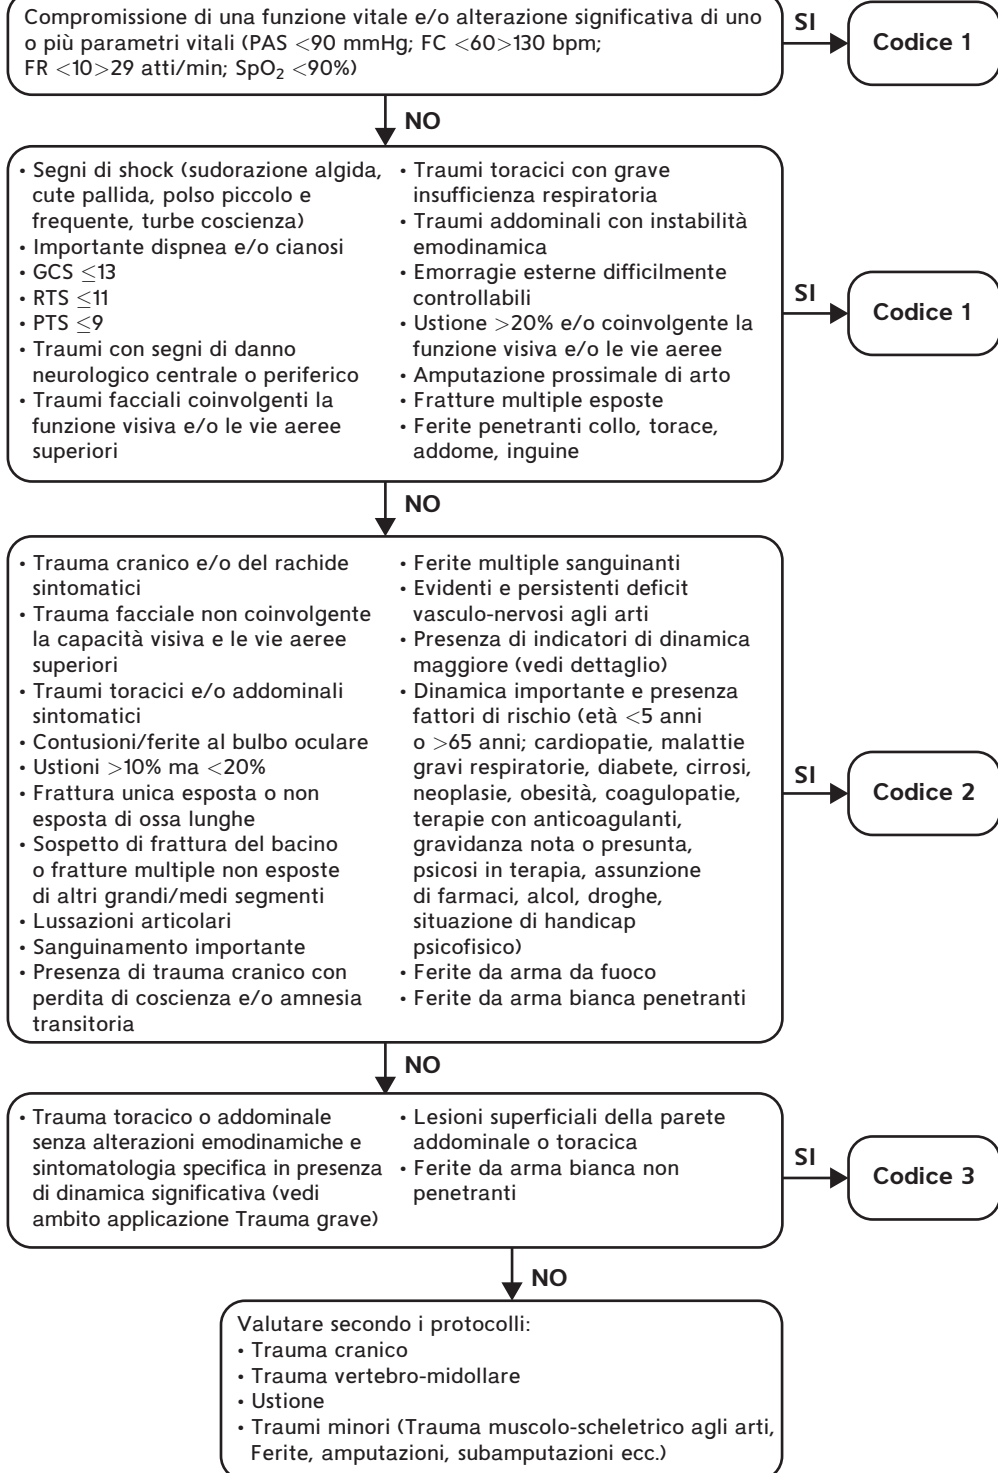 Compromissione di una funzione vitale e/o alterazione significativa di uno
o più parametri vitali (PAS <90 mmHg; FC <60>130 bpm;
FR <10>29 atti/min; SpO₂ <90%)
SI
Codice 1
NO
• Segni di shock (sudorazione algida,
cute pallida, polso piccolo e
frequente, turbe coscienza)
• Importante dispnea e/o cianosi
• GCS ≤13
• RTS ≤11
• PTS ≤9
• Traumi con segni di danno
neurologico centrale o periferico
• Traumi facciali coinvolgenti la
funzione visiva e/o le vie aeree
superiori
• Traumi toracici con grave
insufficienza respiratoria
• Traumi addominali con instabilità
emodinamica
• Emorragie esterne difficilmente
controllabili
• Ustione >20% e/o coinvolgente la
funzione visiva e/o le vie aeree
• Amputazione prossimale di arto
• Fratture multiple esposte
• Ferite penetranti collo, torace,
addome, inguine
SI
Codice 1
NO
• Trauma cranico e/o del rachide
sintomatici
• Trauma facciale non coinvolgente
la capacità visiva e le vie aeree
superiori
• Traumi toracici e/o addominali
sintomatici
• Contusioni/ferite al bulbo oculare
• Ustioni >10% ma <20%
• Frattura unica esposta o non
esposta di ossa lunghe
• Sospetto di frattura del bacino
o fratture multiple non esposte
di altri grandi/medi segmenti
• Lussazioni articolari
• Sanguinamento importante
• Presenza di trauma cranico con
perdita di coscienza e/o amnesia
transitoria
• Ferite multiple sanguinanti
• Evidenti e persistenti deficit
vasculo-nervosi agli arti
• Presenza di indicatori di dinamica
maggiore (vedi dettaglio)
• Dinamica importante e presenza
fattori di rischio (età <5 anni
o >65 anni; cardiopatie, malattie
gravi respiratorie, diabete, cirrosi,
neoplasie, obesità, coagulopatie,
terapie con anticoagulanti,
gravidanza nota o presunta,
psicosi in terapia, assunzione
di farmaci, alcol, droghe,
situazione di handicap
psicofisico)
• Ferite da arma da fuoco
• Ferite da arma bianca penetranti
SI
Codice 2
NO
• Trauma toracico o addominale
senza alterazioni emodinamiche e
sintomatologia specifica in presenza
di dinamica significativa (vedi
ambito applicazione Trauma grave)
• Lesioni superficiali della parete
addominale o toracica
• Ferite da arma bianca non
penetranti
SI
Codice 3
NO
Valutare secondo i protocolli:
• Trauma cranico
• Trauma vertebro-midollare
• Ustione
• Traumi minori (Trauma muscolo-scheletrico agli arti,
Ferite, amputazioni, subamputazioni ecc.)